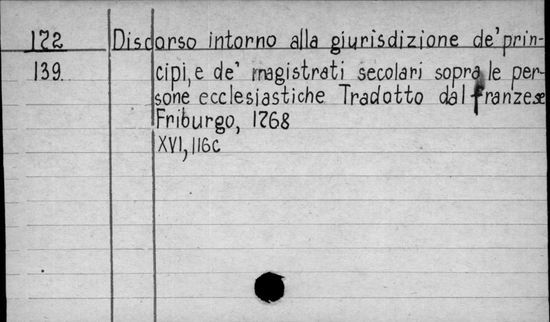 172 Discorso intorno alla giurisdizione de' prin-
139. cipi, e de' magistrati secolari sopra le per-
sone ecclesiastiche Tradotto dal franzese
Friburgo, 1768
XVI, 116c